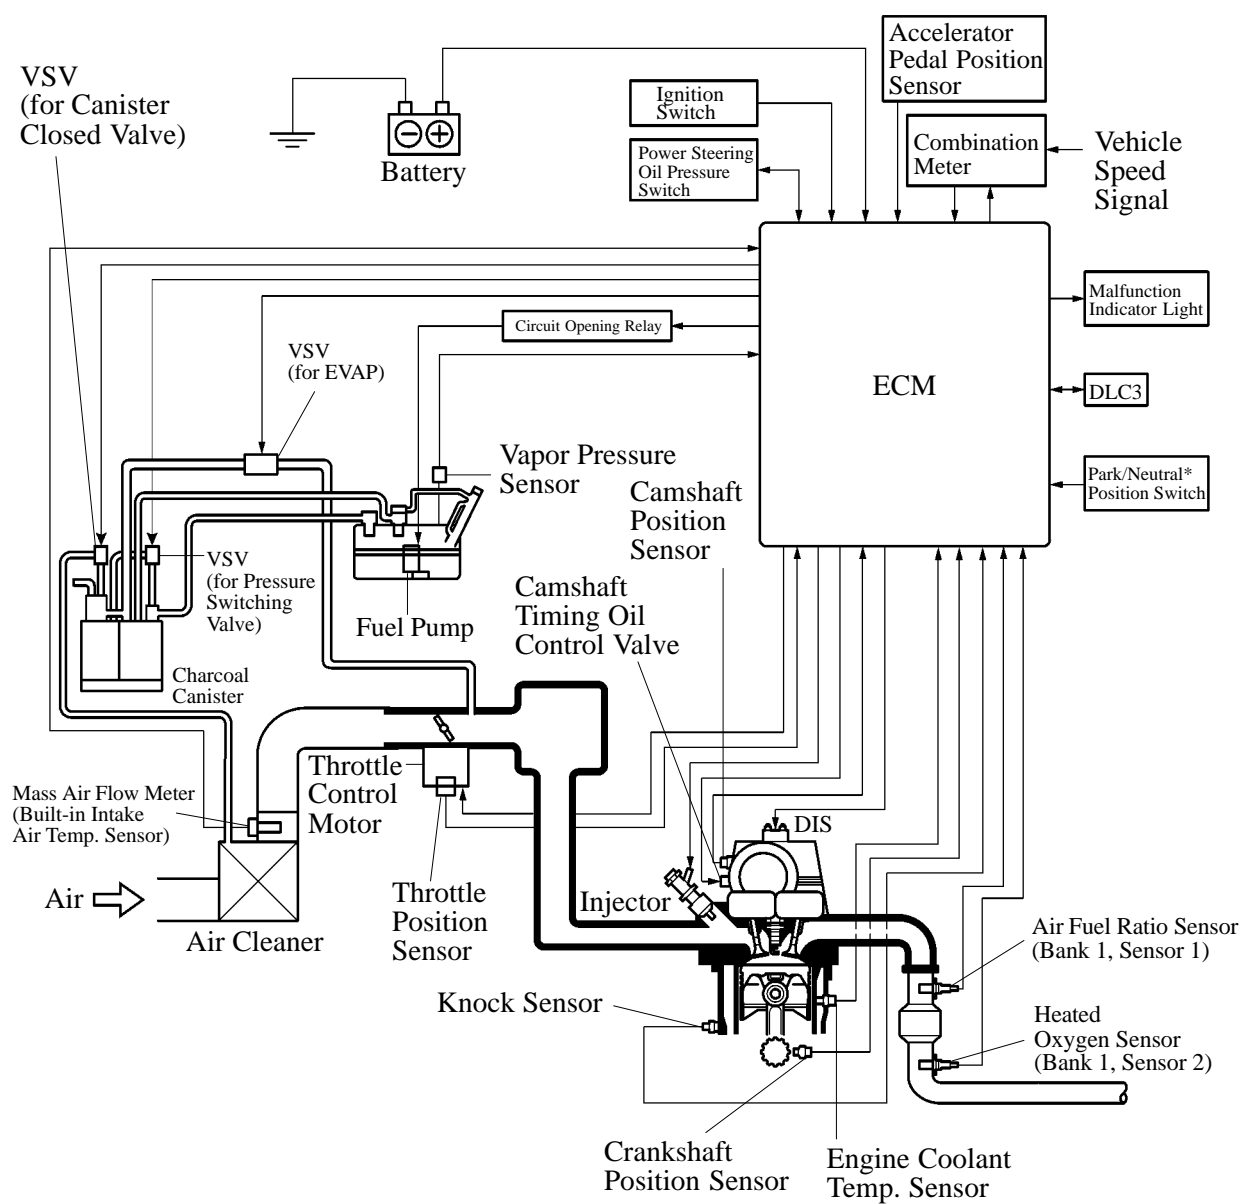 VSV
(for Canister
Closed Valve)
Battery
Ignition
Switch
Power Steering
Oil Pressure
Switch
Accelerator
Pedal Position
Sensor
Combination
Meter
Vehicle
Speed
Signal
Malfunction
Indicator Light
Circuit Opening Relay
VSV
(for EVAP)
ECM
DLC3
Vapor Pressure
Sensor
Camshaft
Position
Sensor
Park/Neutral*
Position Switch
VSV
(for Pressure
Switching
Valve)
Camshaft
Timing Oil
Control Valve
Fuel Pump
Charcoal
Canister
Throttle
Control
Motor
Mass Air Flow Meter
(Built-in Intake
Air Temp. Sensor)
DIS
Air
Air Cleaner
Throttle
Position
Sensor
Injector
Air Fuel Ratio Sensor
(Bank 1, Sensor 1)
Knock Sensor
Heated
Oxygen Sensor
(Bank 1, Sensor 2)
Crankshaft
Position Sensor
Engine Coolant
Temp. Sensor